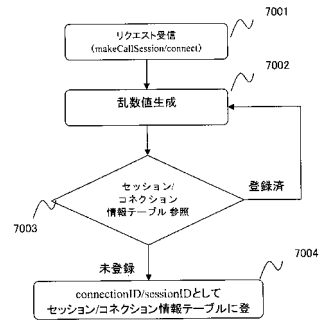 7001
リクエスト受信
(makeCallSession/connect)
7002
乱数値生成
セッション/
コネクション
情報テーブル 参照
登録済
7003
未登録
7004
connectionID/sessionIDとして
セッション/コネクション情報テーブルに登